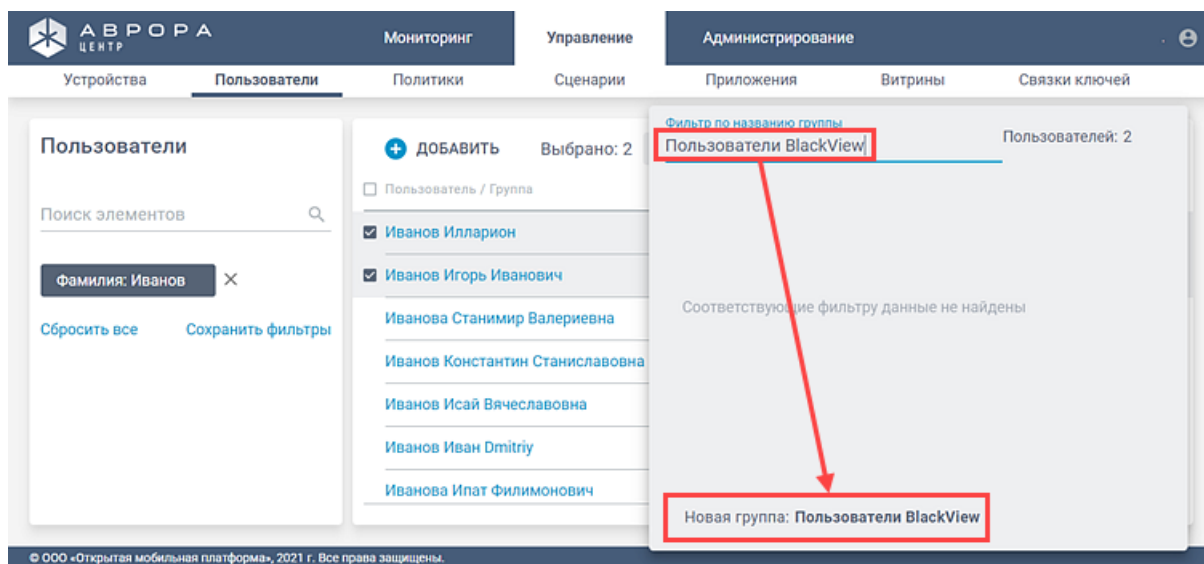 АВРОРА
ЦЕНТР
Мониторинг
Управление
Администрирование
Устройства
Пользователи
Политики
Сценарии
Приложения
Витрины
Связки ключей
Пользователи
Поиск элементов
Фамилия: Иванов
Сбросить все
Сохранить фильтры
ДОБАВИТЬ
Выбрано: 2
Пользователь / Группа
Иванов Илларион
Иванов Игорь Иванович
Иванова Станимир Валериевна
Иванов Константин Станиславовна
Иванов Исай Вячеславовна
Иванов Иван Dmitriy
Иванова Ипат Филимонович
Фильтр по названию группы
Пользователи BlackView
Пользователей: 2
Соответствующие фильтру данные не найдены
Новая группа: Пользователи BlackView
© ООО «Открытая мобильная платформа», 2021 г. Все права защищены.